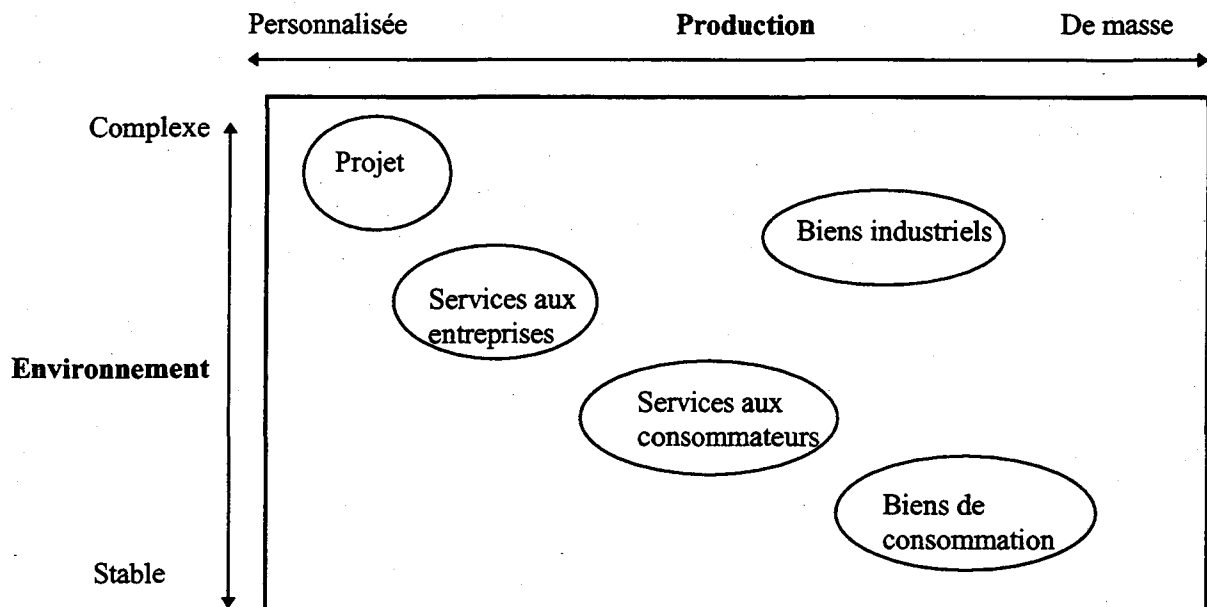 Personnalisée Production De masse
Complexe
Projet
Biens industriels
Services aux
entreprises
Environnement
Services aux
consommateurs
Biens de
consommation
Stable